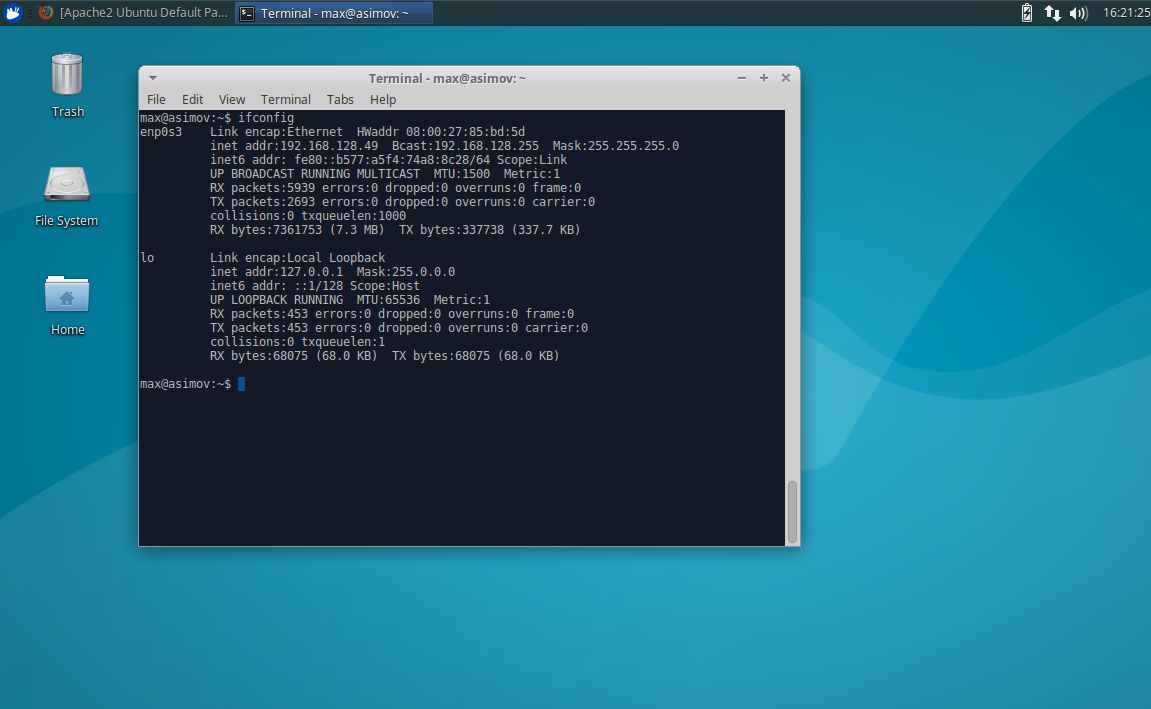 [Apache2 Ubuntu Default Pa... Terminal - max@asimov: ~ 16:21:25
Trash
File System
Home
Terminal - max@asimov: ~
File Edit View Terminal Tabs Help
max@asimov:~$ ifconfig
enp0s3    Link encap:Ethernet  HWaddr 08:00:27:85:bd:5d
          inet addr:192.168.128.49  Bcast:192.168.128.255  Mask:255.255.255.0
          inet6 addr: fe80::b577:a5f4:74a8:8c28/64 Scope:Link
          UP BROADCAST RUNNING MULTICAST  MTU:1500  Metric:1
          RX packets:5939 errors:0 dropped:0 overruns:0 frame:0
          TX packets:2693 errors:0 dropped:0 overruns:0 carrier:0
          collisions:0 txqueuelen:1000
          RX bytes:7361753 (7.3 MB)  TX bytes:337738 (337.7 KB)

lo        Link encap:Local Loopback
          inet addr:127.0.0.1  Mask:255.0.0.0
          inet6 addr: ::1/128 Scope:Host
          UP LOOPBACK RUNNING  MTU:65536  Metric:1
          RX packets:453 errors:0 dropped:0 overruns:0 frame:0
          TX packets:453 errors:0 dropped:0 overruns:0 carrier:0
          collisions:0 txqueuelen:1
          RX bytes:68075 (68.0 KB)  TX bytes:68075 (68.0 KB)

max@asimov:~$